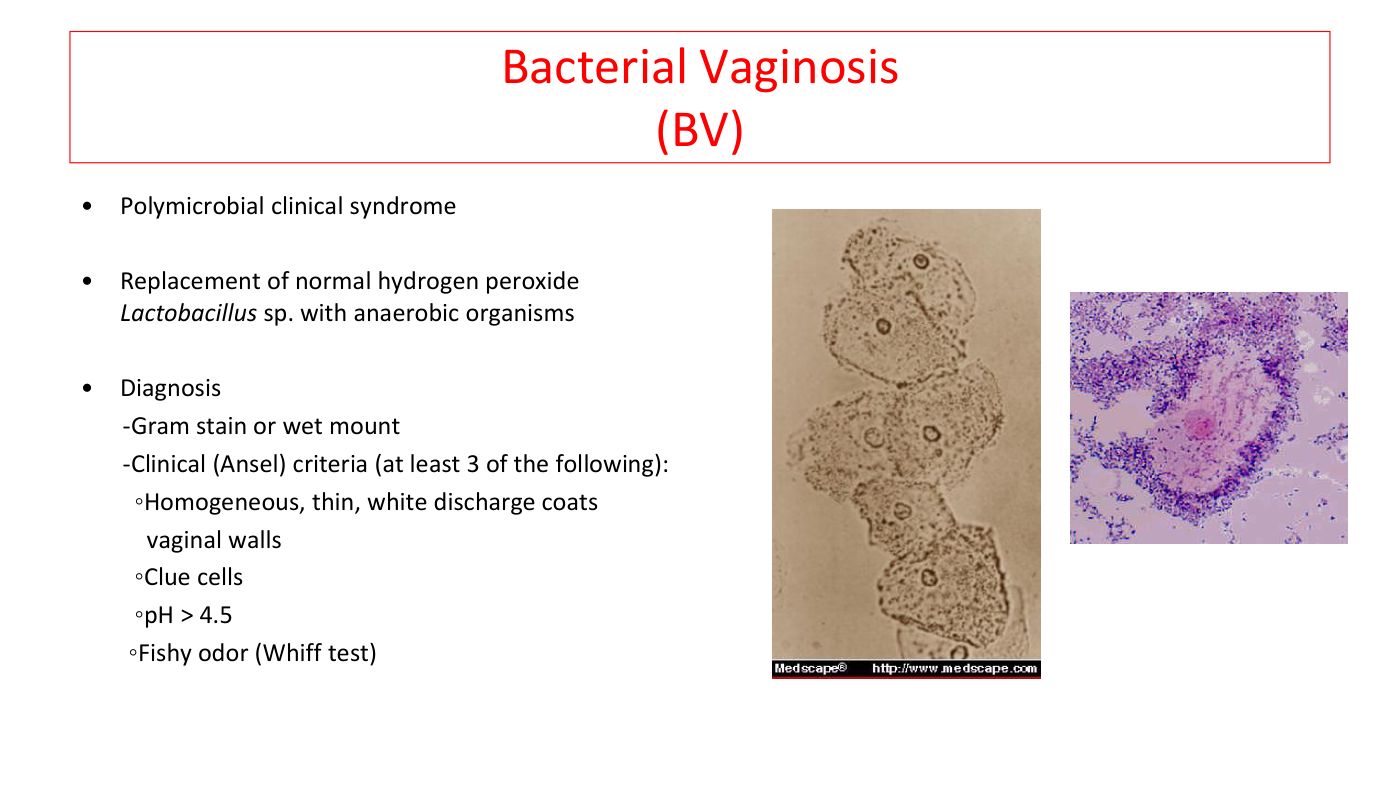 Bacterial Vaginosis
(BV)
• Polymicrobial clinical syndrome
• Replacement of normal hydrogen peroxide
Lactobacillus sp. with anaerobic organisms
• Diagnosis
-Gram stain or wet mount
-Clinical (Ansel) criteria (at least 3 of the following):
◦Homogeneous, thin, white discharge coats
vaginal walls
◦Clue cells
◦pH > 4.5
◦Fishy odor (Whiff test)
Medscape® http://www.medscape.com